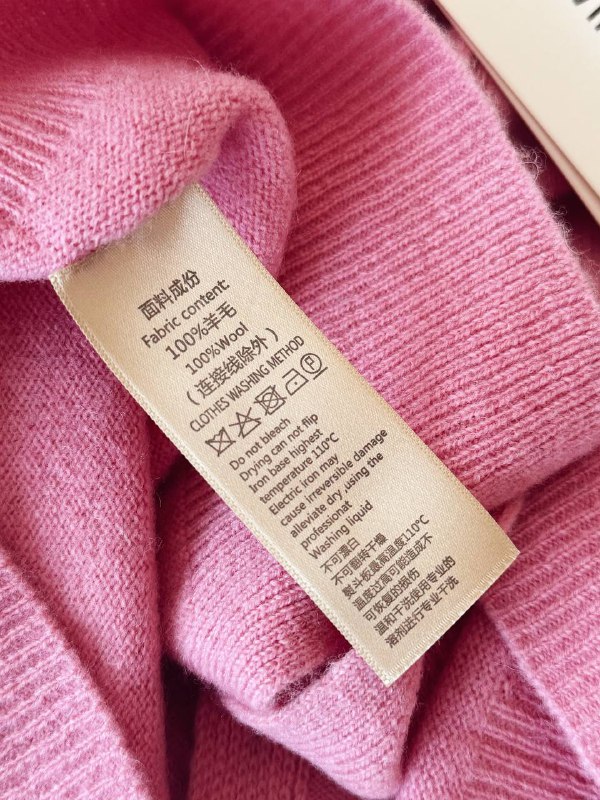 面料成份
Fabric content:
100%羊毛
100%Wool
（连接线除外）
CLOTHES WASHING METHOD
Do not bleach
Drying can not flip
Iron base highest
temperature 110°C
Electric iron may
cause irreversible damage
alleviate dry, using the
professionat
Washing liquid
不可漂白
不可翻转干燥
熨斗板最高温度110°C
温度过高可能造成不
可恢复的损伤
温和干洗使用专业的
溶剂进行专业干洗